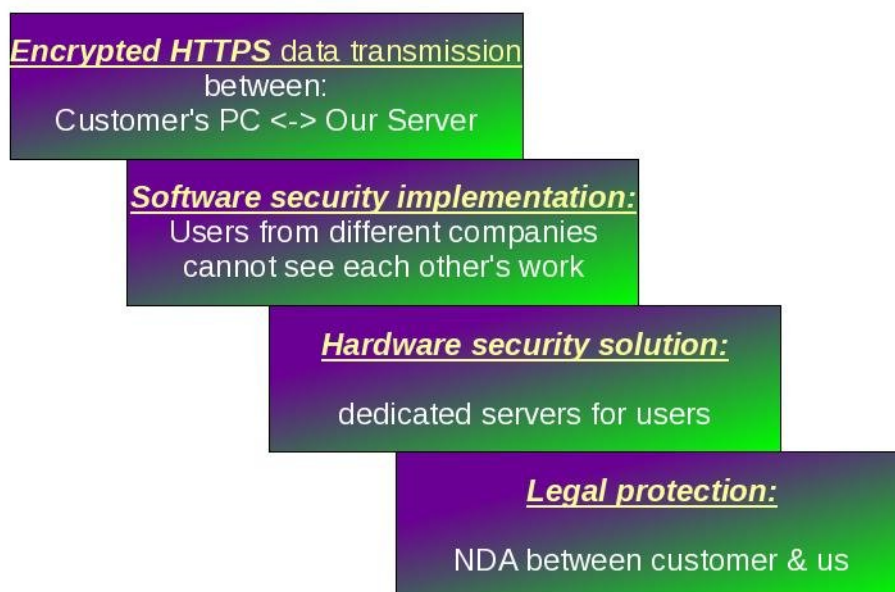 Encrypted HTTPS data transmission
between:
Customer's PC <-> Our Server
Software security implementation:
Users from different companies
cannot see each other's work
Hardware security solution:
dedicated servers for users
Legal protection:
NDA between customer & us